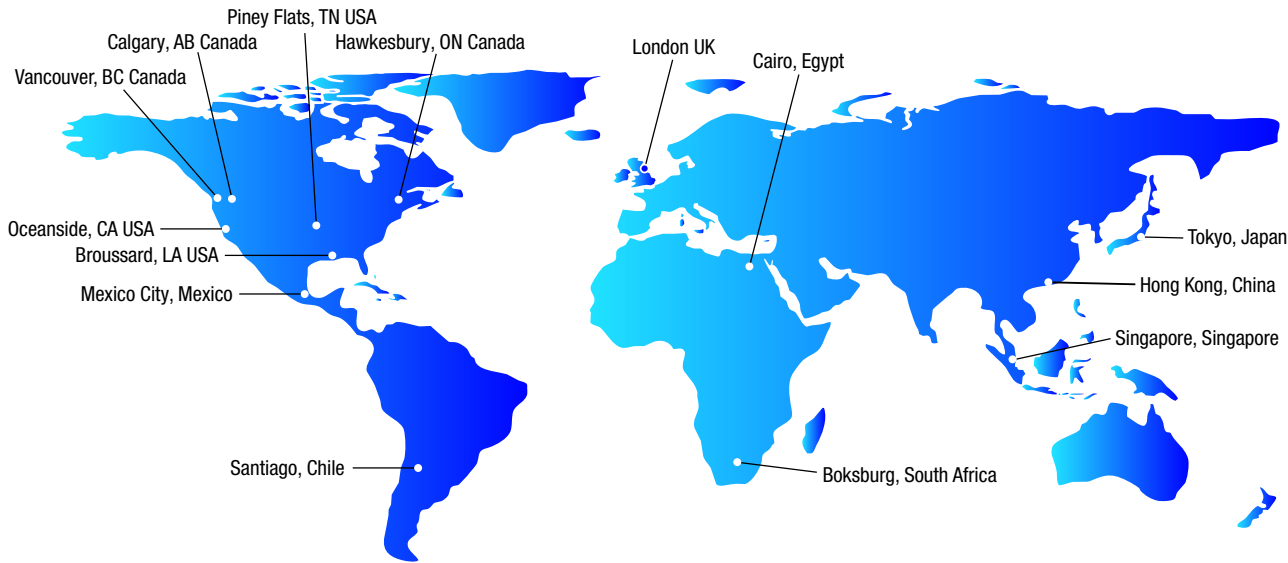 Piney Flats, TN USA
Calgary, AB Canada
Hawkesbury, ON Canada
Vancouver, BC Canada
London UK
Cairo, Egypt
Oceanside, CA USA
Broussard, LA USA
Mexico City, Mexico
Tokyo, Japan
Hong Kong, China
Singapore, Singapore
Santiago, Chile
Boksburg, South Africa